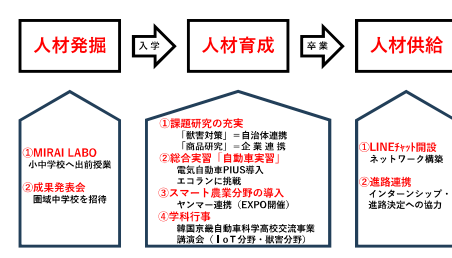 人材発掘
入学
人材育成
卒業
人材供給
①MIRAI LABO
小中学校へ出前授業
②成果発表会
圏域中学校を招待
①課題研究の充実
「獣害対策」＝自治体連携
「商品研究」＝企業連携
②総合実習「自動車実習」
電気自動車PIUS導入
エコランに挑戦
③スマート農業分野の導入
ヤンマー連携（EXPO開催）
④学科行事
韓国京畿自動車科学高校交流事業
講演会（IoT分野・獣害分野）
①LINEﾁｬｯﾄ開設
ネットワーク構築
②進路連携
インターンシップ・
進路決定への協力